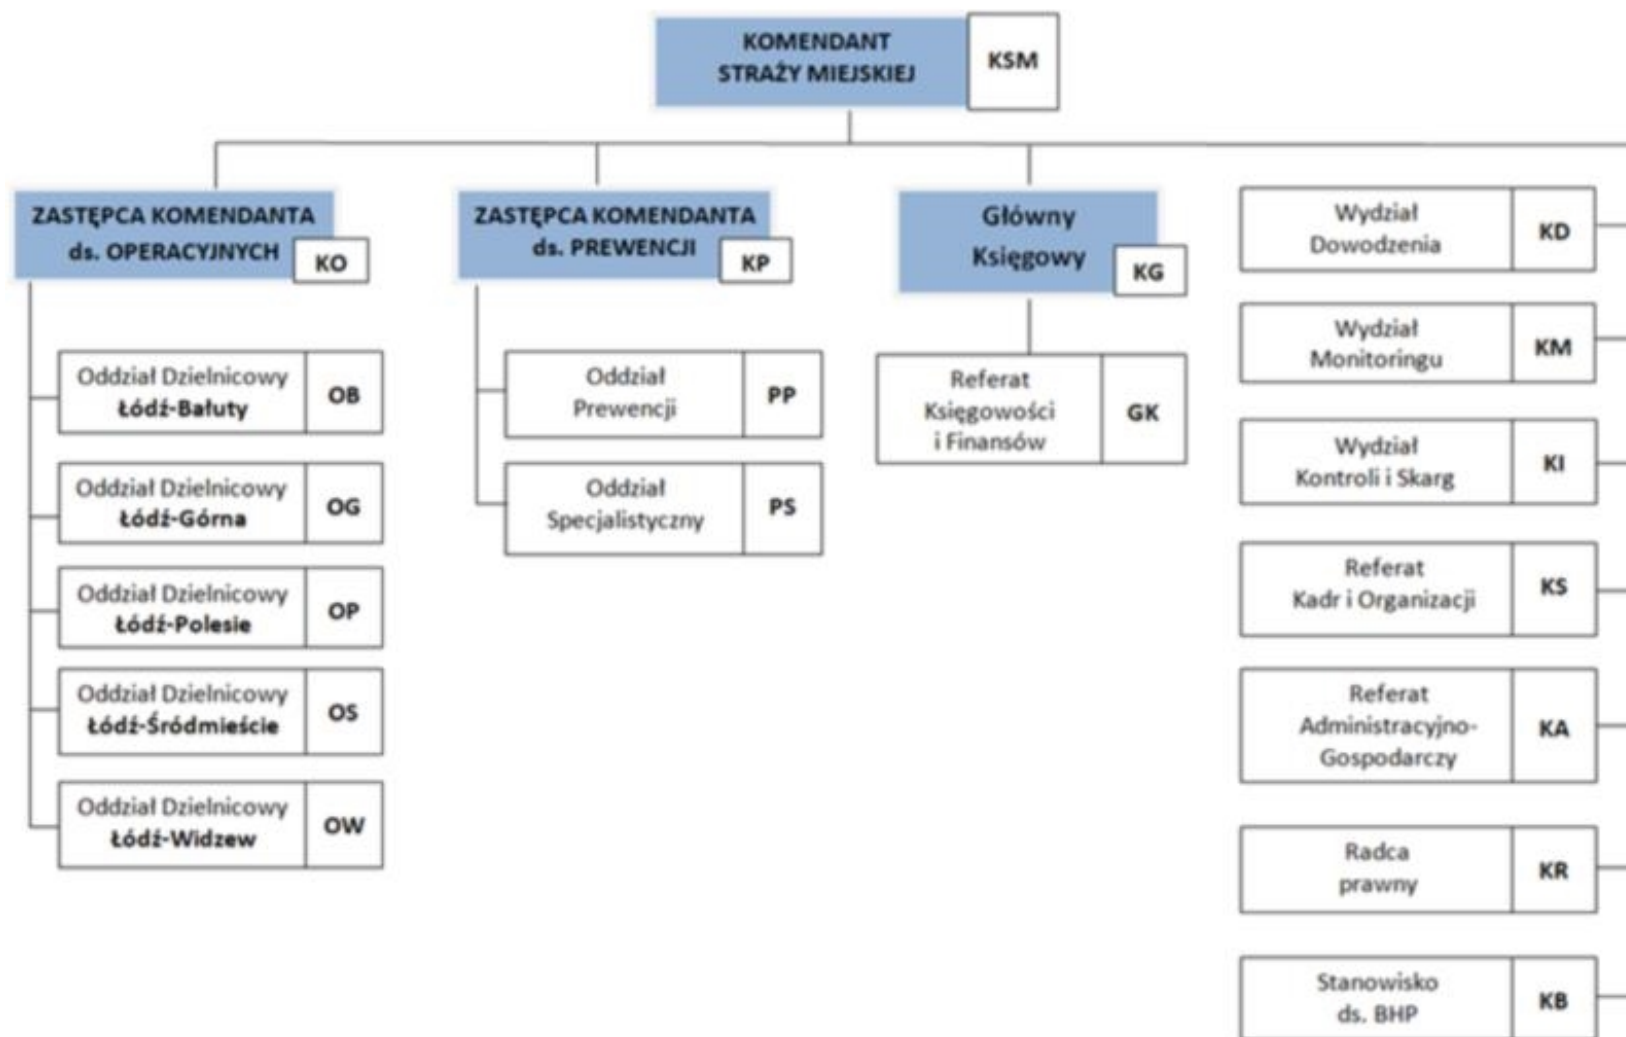 KOMENDANT
STRAŻY MIEJSKIEJ
KSM
ZASTĘPCA KOMENDANTA
ds. OPERACYJNYCH
KO
Oddział Dzielnicowy
Łódź-Bałuty
OB
Oddział Dzielnicowy
Łódź-Górna
OG
Oddział Dzielnicowy
Łódź-Polesie
OP
Oddział Dzielnicowy
Łódź-Śródmieście
OS
Oddział Dzielnicowy
Łódź-Widzew
OW
ZASTĘPCA KOMENDANTA
ds. PREWENCJI
KP
Oddział
Prewencji
PP
Oddział
Specjalistyczny
PS
Główny
Księgowy
KG
Referat
Księgowości
i Finansów
GK
Wydział
Dowodzenia
KD
Wydział
Monitoringu
KM
Wydział
Kontroli i Skarg
KI
Referat
Kadr i Organizacji
KS
Referat
Administracyjno-
Gospodarczy
KA
Radca
prawny
KR
Stanowisko
ds. BHP
KB